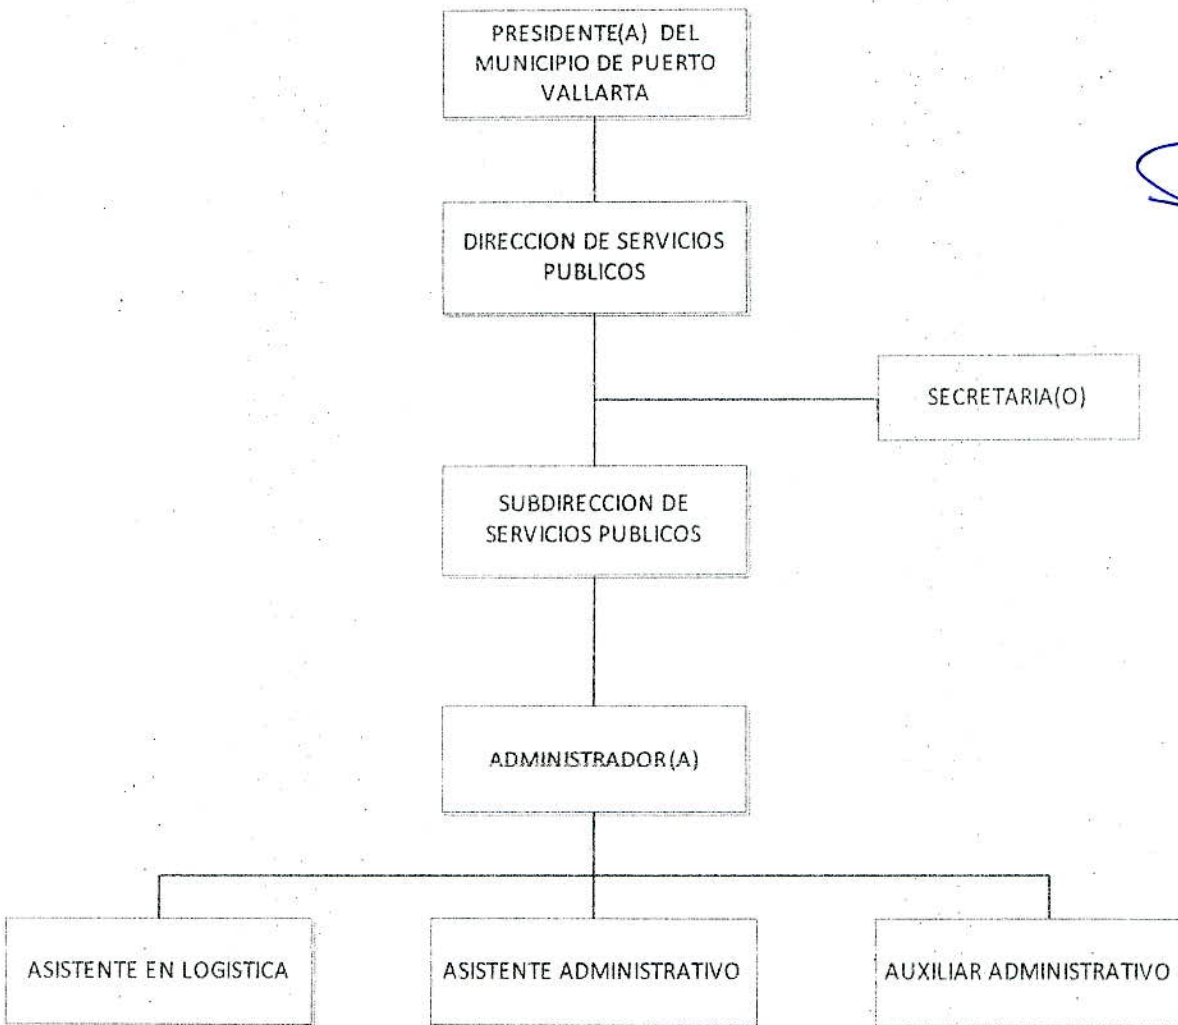 PRESIDENTE(A) DEL
MUNICIPIO DE PUERTO
VALLARTA
DIRECCION DE SERVICIOS
PUBLICOS
SECRETARIA(O)
SUBDIRECCION DE
SERVICIOS PUBLICOS
ADMINISTRADOR(A)
ASISTENTE EN LOGISTICA
ASISTENTE ADMINISTRATIVO
AUXILIAR ADMINISTRATIVO